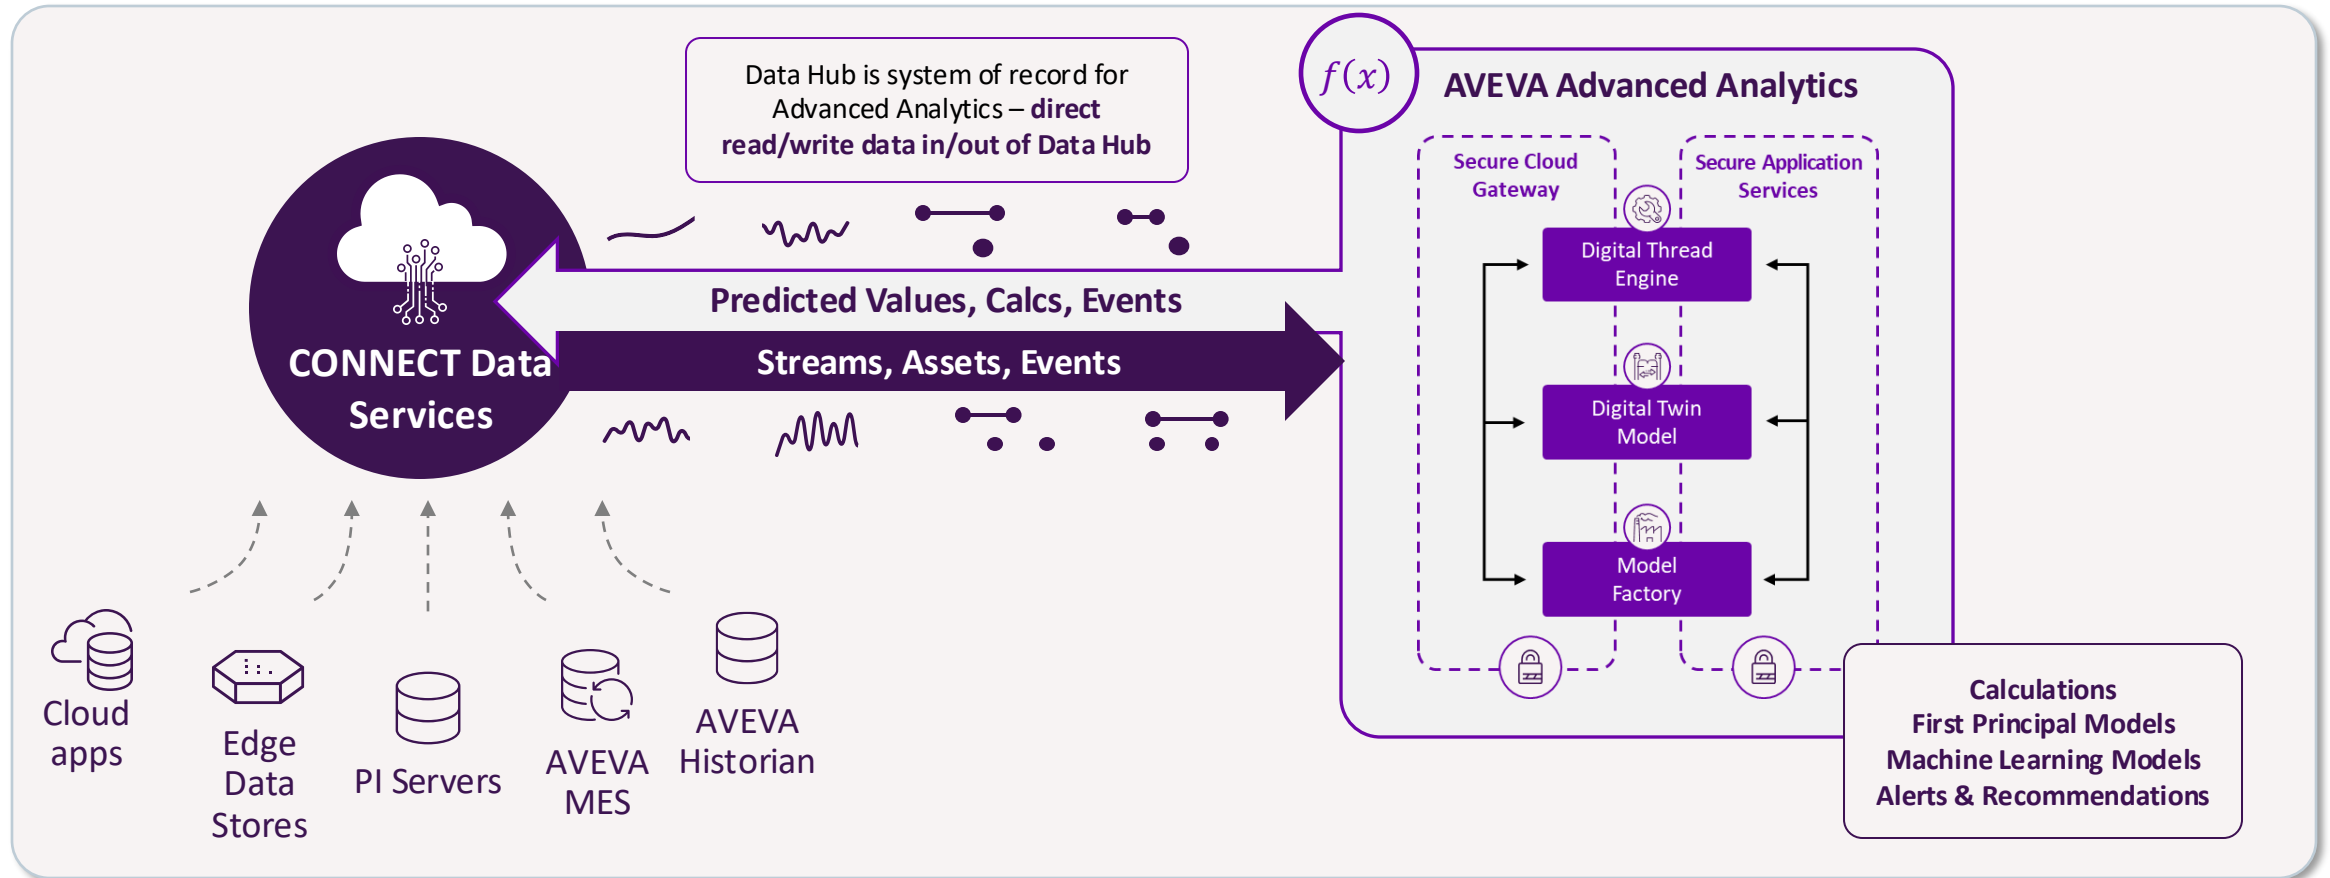 Data Hub is system of record for
Advanced Analytics – direct
read/write data in/out of Data Hub
f(x)
AVEVA Advanced Analytics
Secure Cloud
Gateway
Secure Application
Services
Digital Thread
Engine
Digital Twin
Model
Model
Factory
Predicted Values, Calcs, Events
Streams, Assets, Events
CONNECT Data
Services
Cloud
apps
Edge
Data
Stores
PI Servers
AVEVA
MES
AVEVA
Historian
Calculations
First Principal Models
Machine Learning Models
Alerts & Recommendations